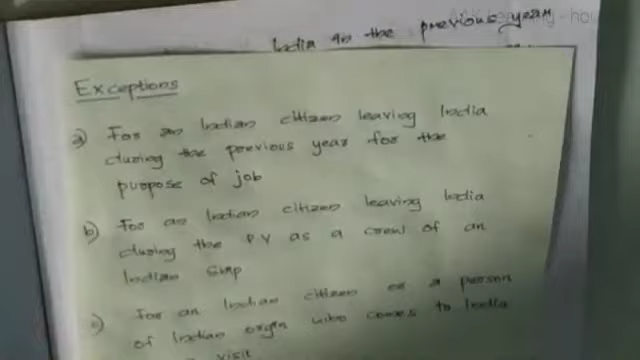 India in the previous year
Exceptions
a) For an Indian citizen leaving India
during the previous year for the
purpose of job
b) For an Indian citizen leaving India
during the PY as a crew of an
Indian Ship
c) For an Indian citizen or a person
of Indian origin who comes to India
visit